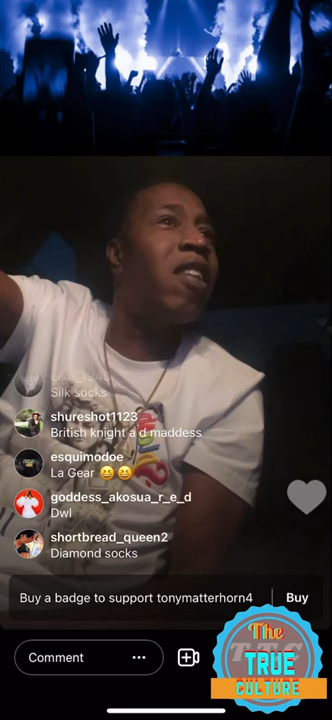 Silk socks
shureshot1123
British knight a d maddess
esquimodoe
La Gear 😆😆
goddess_akosua_r_e_d
Dwl
shortbread_queen2
Diamond socks
Buy a badge to support tonymatterhorn4
Buy
Comment
The
TRUE
CULTURE